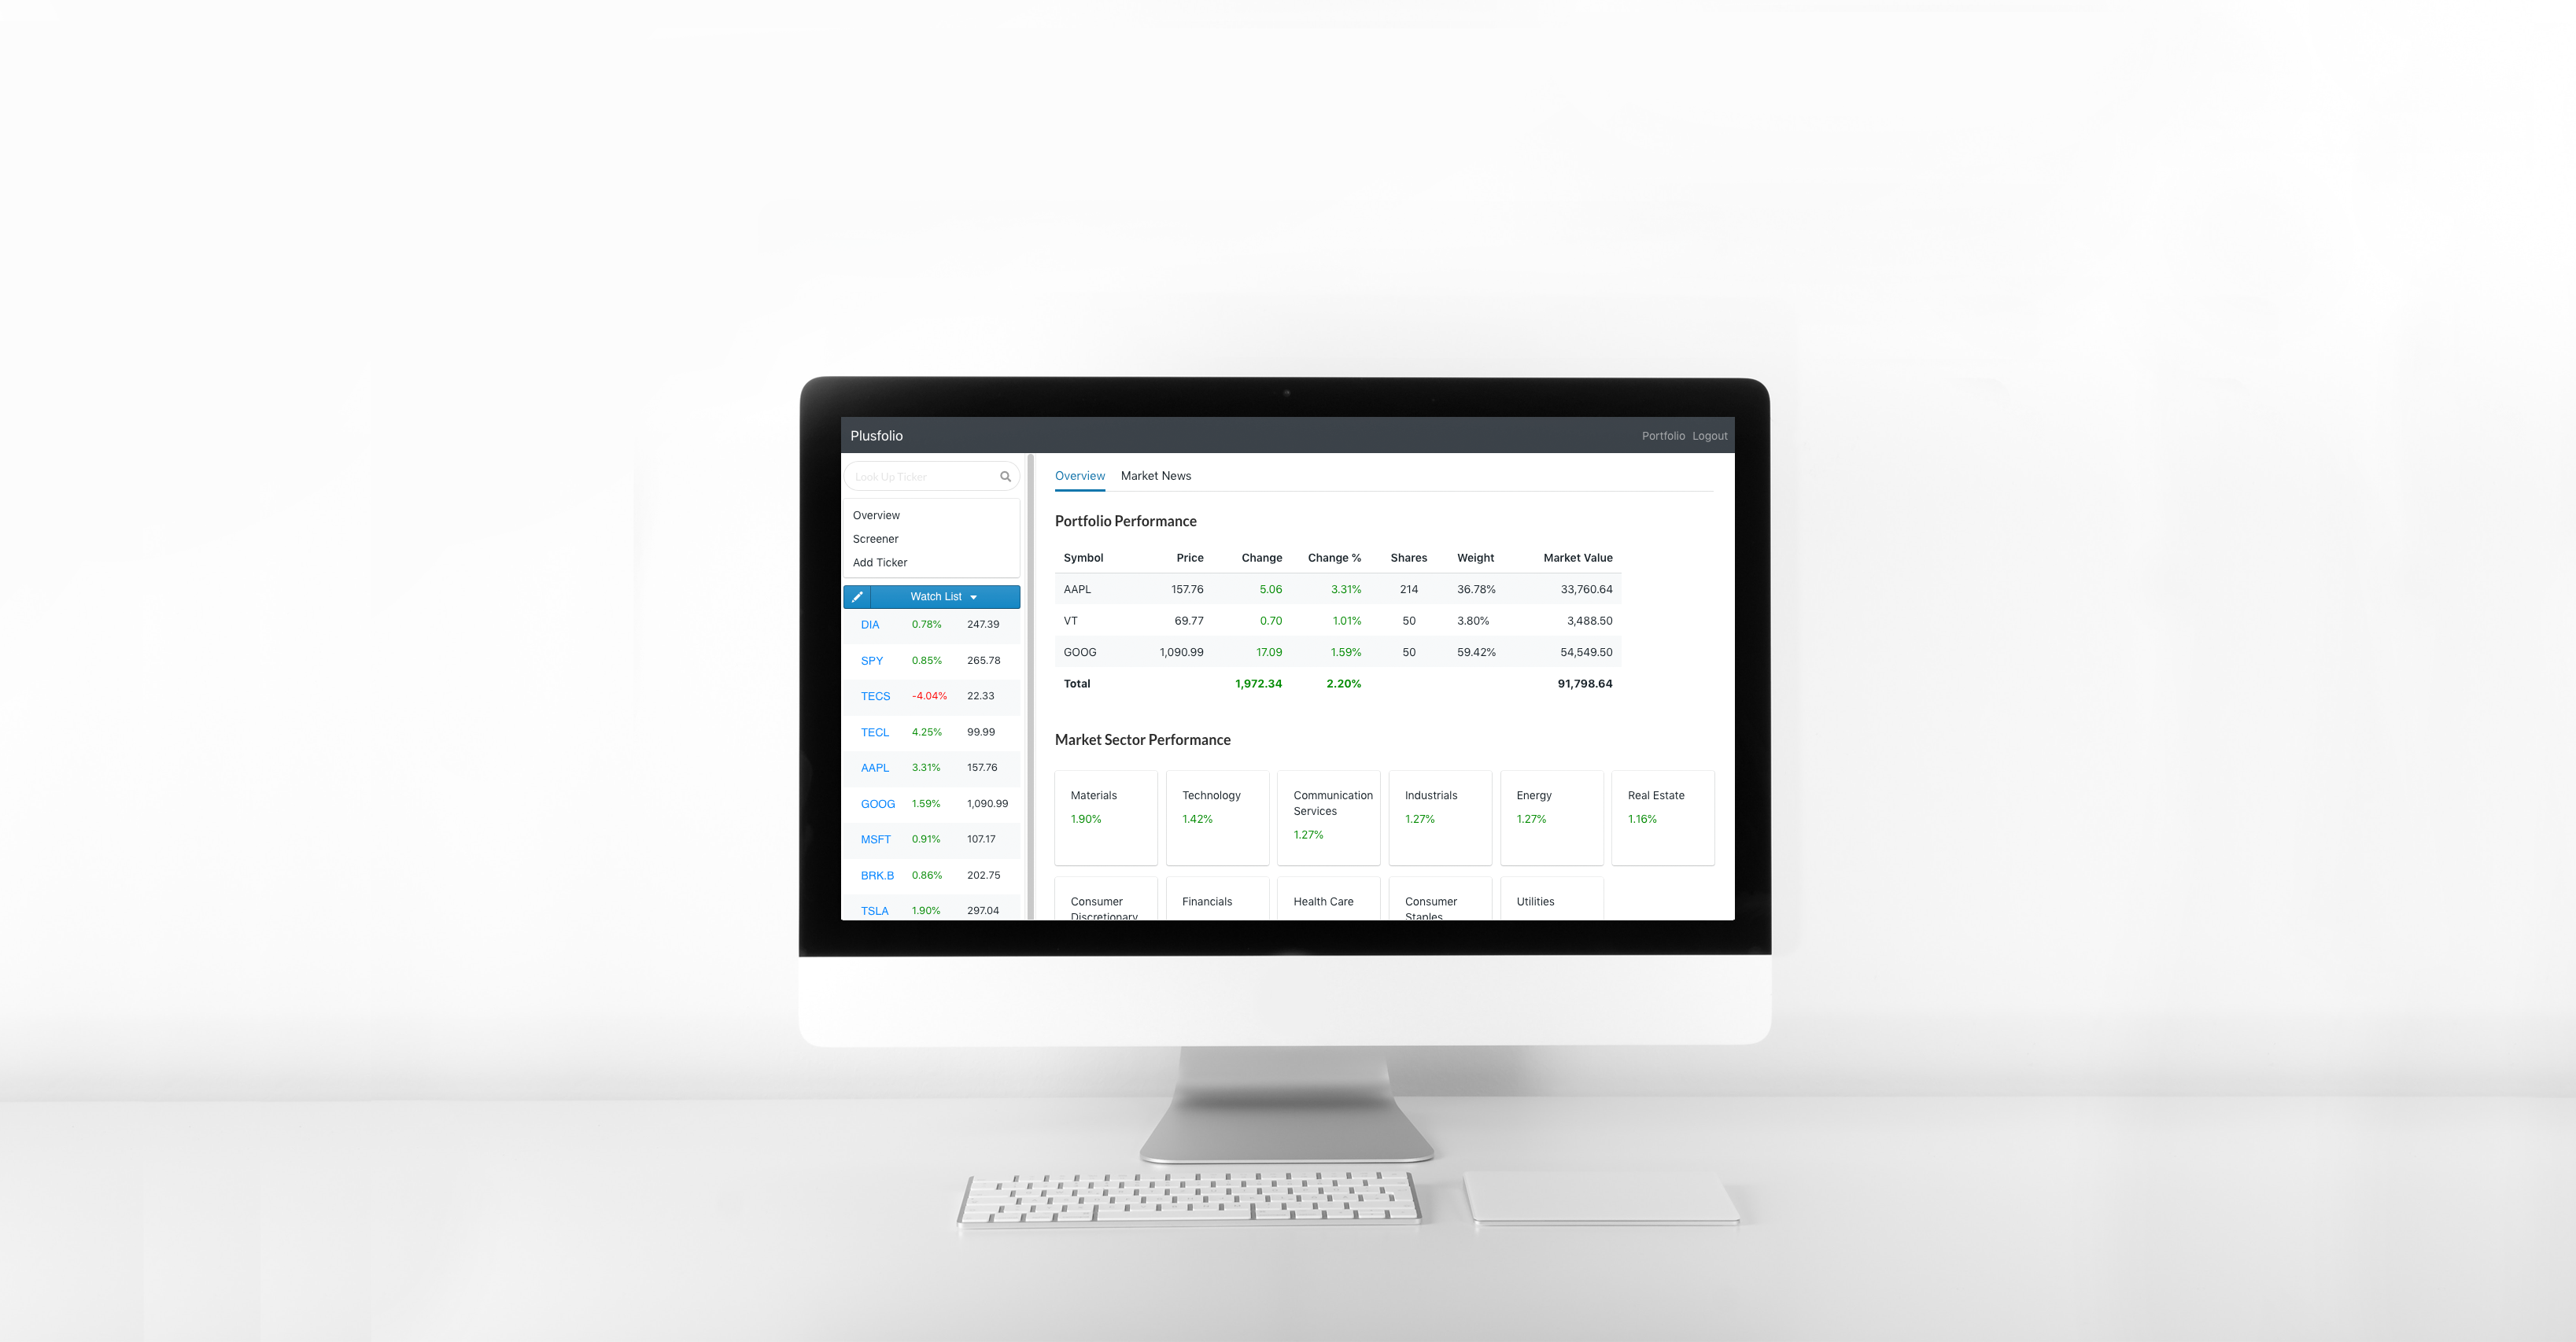 Plusfolio
Portfolio Logout
Look Up Ticker
Overview
Screener
Add Ticker
Watch List
DIA 0.78% 247.39
SPY 0.85% 265.78
TECS -4.04% 22.33
TECL 4.25% 99.99
AAPL 3.31% 157.76
GOOG 1.59% 1,090.99
MSFT 0.91% 107.17
BRK.B 0.86% 202.75
TSLA 1.90% 297.04
Overview Market News
Portfolio Performance
Symbol Price Change Change % Shares Weight Market Value
AAPL 157.76 5.06 3.31% 214 36.78% 33,760.64
VT 69.77 0.70 1.01% 50 3.80% 3,488.50
GOOG 1,090.99 17.09 1.59% 50 59.42% 54,549.50
Total 1,972.34 2.20% 91,798.64
Market Sector Performance
Materials
1.90%
Technology
1.42%
Communication
Services
1.27%
Industrials
1.27%
Energy
1.27%
Real Estate
1.16%
Consumer
Discretionary
Financials
Health Care
Consumer
Staples
Utilities